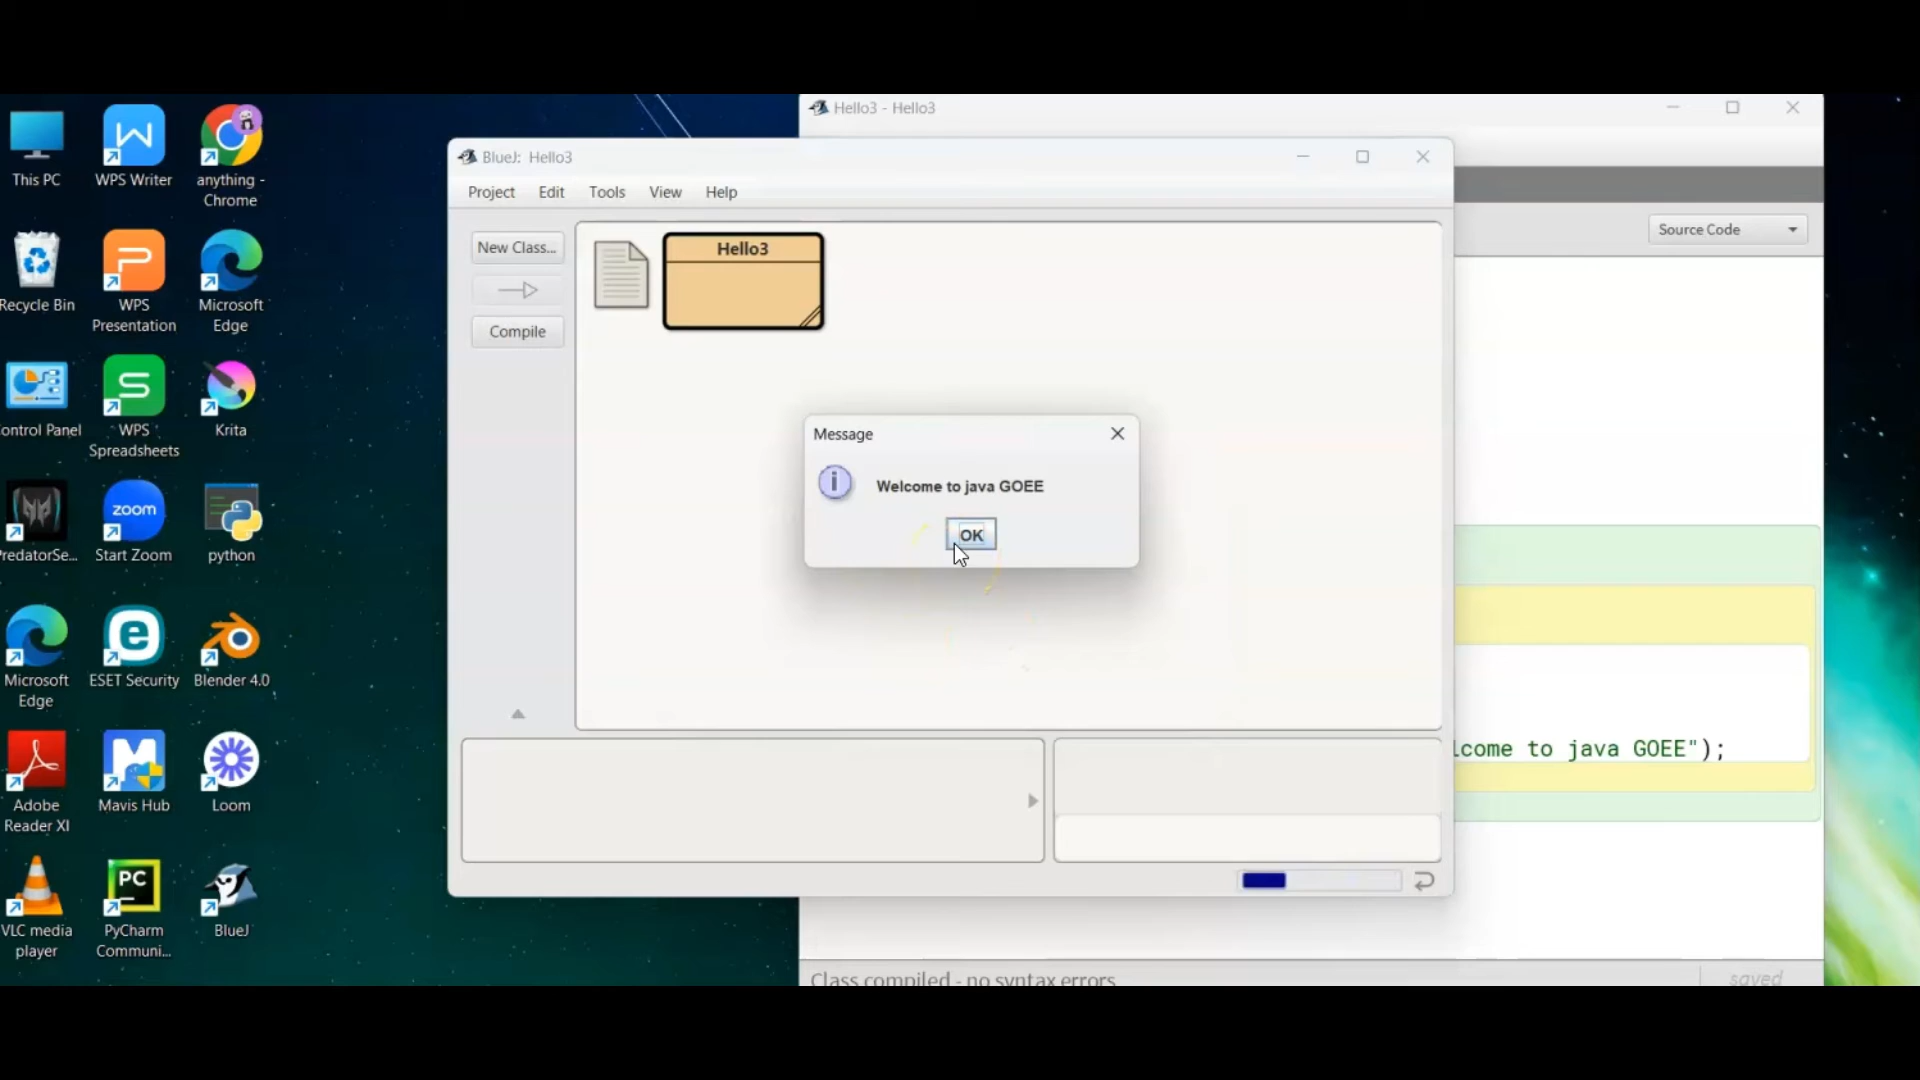 This PC
WPS Writer
anything -
Chrome
Recycle Bin
WPS
Presentation
Microsoft
Edge
ontrol Panel
WPS
Spreadsheets
Krita
PredatorSe...
zoom
Start Zoom
python
Microsoft
Edge
ESET Security
Blender 4.0
Adobe
Reader XI
Mavis Hub
Loom
VLC media
player
PC
PyCharm
Communi...
BlueJ
Hello3 - Hello3
Source Code
BlueJ: Hello3
Project Edit Tools View Help
New Class...
Compile
Hello3
Message
Welcome to java GOEE
OK
lcome to java GOEE");
Class compiled - no syntax errors
saved